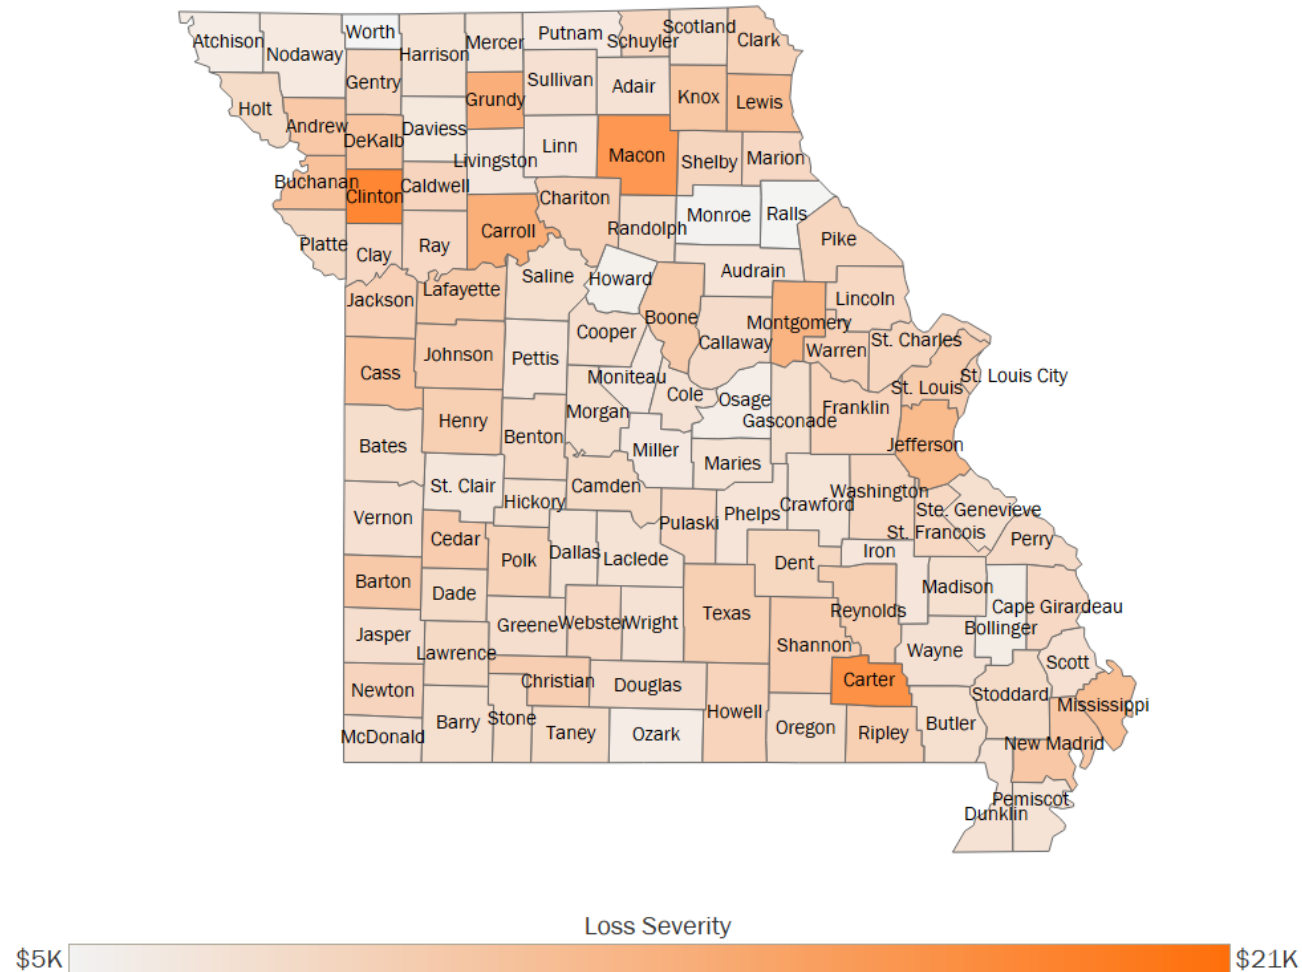 Atchison
Nodaway
Worth
Harrison
Mercer
Putnam
Schuyler
Scotland
Clark
Gentry
Sullivan
Adair
Knox
Lewis
Holt
Grundy
Andrew
DeKalb
Daviess
Livingston
Linn
Macon
Shelby
Marion
Buchanan
Clinton
Caldwell
Chariton
Randolph
Monroe
Ralls
Platte
Clay
Ray
Carroll
Pike
Saline
Howard
Audrain
Jackson
Lafayette
Boone
Lincoln
Cooper
Callaway
Montgomery
Warren
St. Charles
Cass
Johnson
Pettis
Moniteau
Cole
Osage
St. Louis
St. Louis City
Morgan
Gasconade
Franklin
Bates
Henry
Benton
Miller
Maries
Jefferson
St. Clair
Hickory
Camden
Vernon
Pulaski
Phelps
Crawford
Washington
Ste. Genevieve
St. Francois
Cedar
Polk
Dallas
Laclede
Dent
Iron
Perry
Barton
Dade
Texas
Reynolds
Madison
Cape Girardeau
Bollinger
Jasper
Greene
Webster
Wright
Shannon
Wayne
Lawrence
Scott
Newton
Christian
Douglas
Carter
Stoddard
Mississippi
Howell
McDonald
Barry
Stone
Taney
Ozark
Oregon
Ripley
Butler
New Madrid
Pemiscot
Dunklin
Loss Severity
$5K
$21K